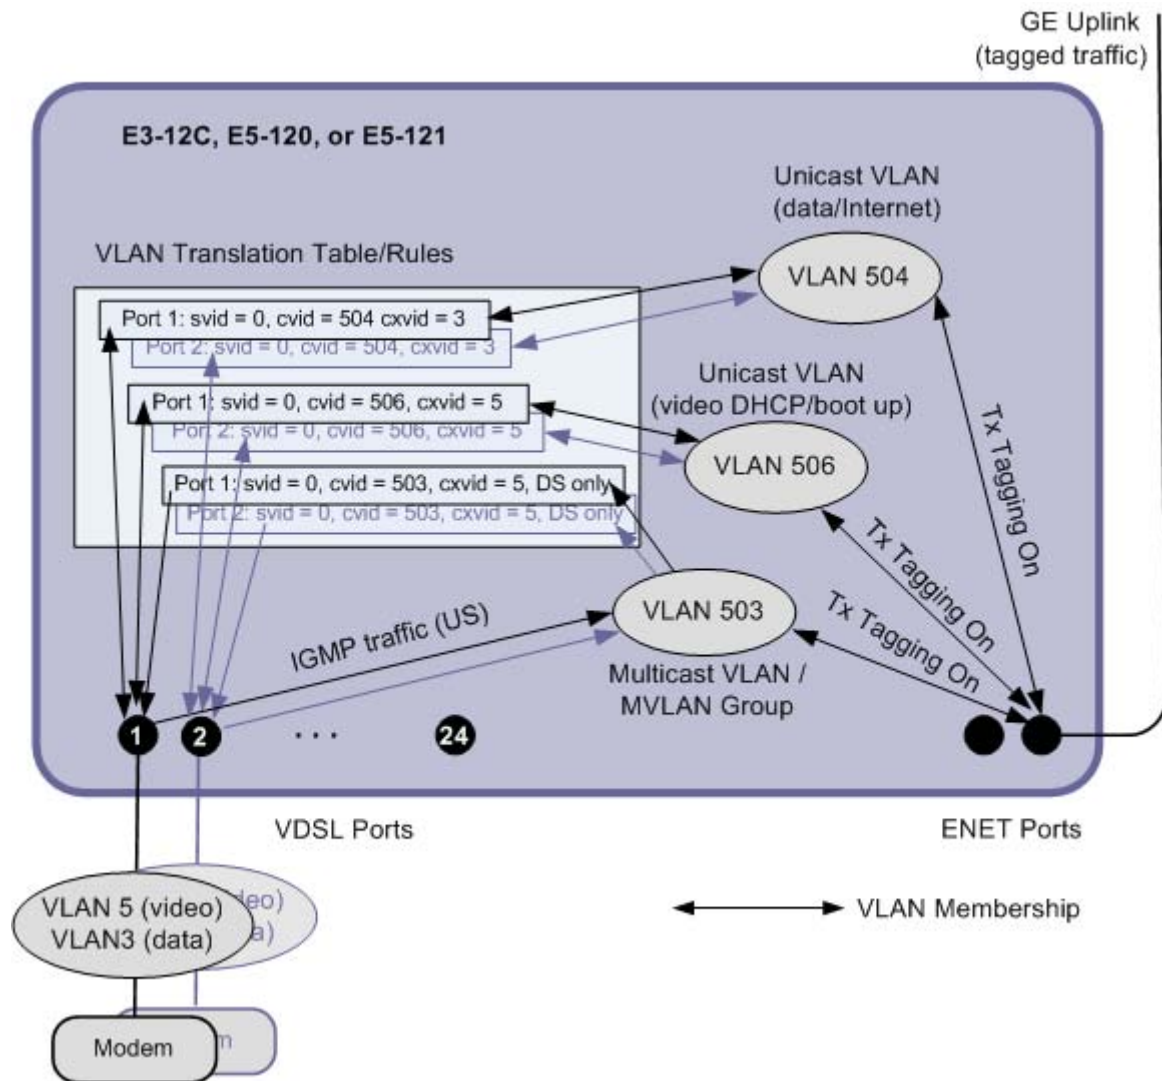 GE Uplink
(tagged traffic)
E3-12C, E5-120, or E5-121
Unicast VLAN
(data/Internet)
VLAN 504
VLAN Translation Table/Rules
Port 1: svid = 0, cvid = 504 cxvid = 3
Port 2: svid = 0, cvid = 504, cxvid = 3
Unicast VLAN
(video DHCP/boot up)
VLAN 506
Port 1: svid = 0, cvid = 506, cxvid = 5
Port 2: svid = 0, cvid = 506, cxvid = 5
Port 1: svid = 0, cvid = 503, cxvid = 5, DS only
Port 2: svid = 0, cvid = 503, cxvid = 5, DS only
Tx Tagging On
Tx Tagging On
Tx Tagging On
VLAN 503
IGMP traffic (US)
Multicast VLAN /
MVLAN Group
1
2
...
24
VDSL Ports
ENET Ports
VLAN 5 (video)
VLAN3 (data)
deo)
a)
VLAN Membership
Modem
m